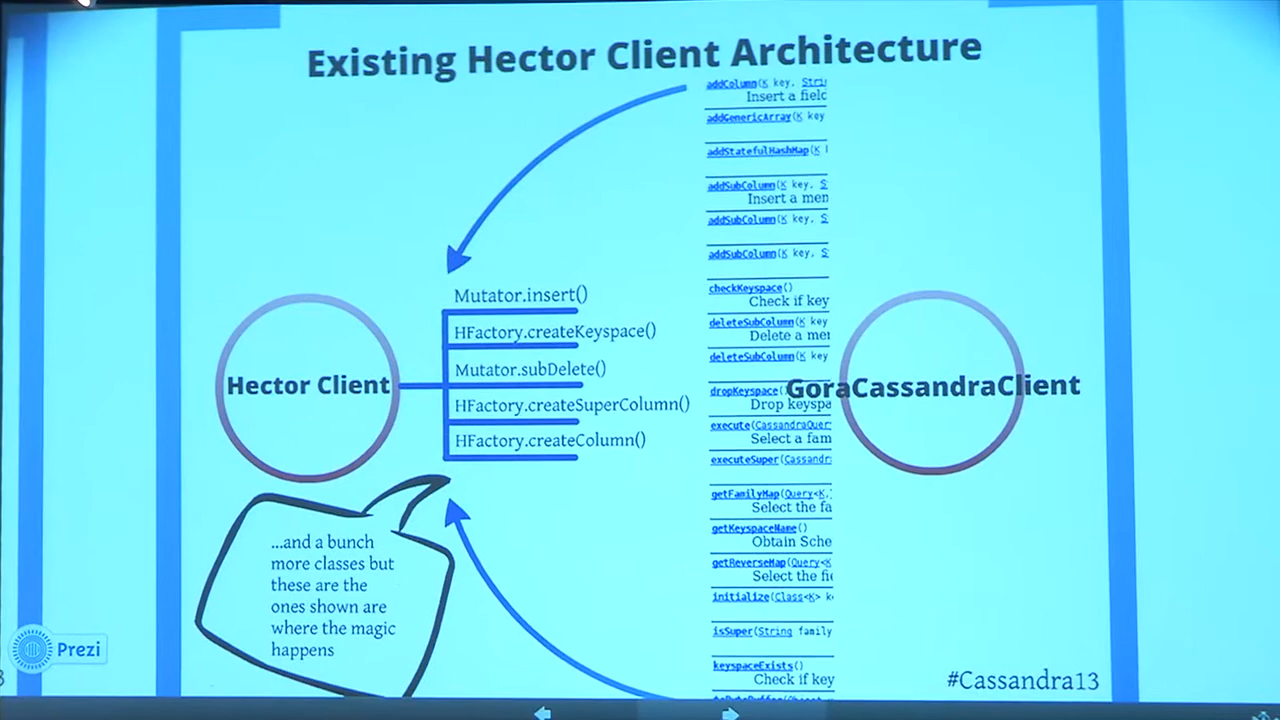 Existing Hector Client Architecture
addColumn(K key, Stri
Insert a field
addGenericArray(K key
addStatefulHashMap(K
addSubColumn(K key, S
Insert a mem
addSubColumn(K key, S
addSubColumn(K key, S
checkKeyspace()
Check if key
deleteSubColumn(K key
Delete a mem
deleteSubColumn(K key
dropKeyspace()
Drop keyspa
execute(CassandraQuer
Select a fam
executeSuper(Cassandr
getFamilyMap(Query<K,
Select the fa
getKeyspaceName()
Obtain Sche
getReverseMap(Query<K
Select the fie
initialize(Class<K> k
isSuper(String family
keyspaceExists()
Check if key
Mutator.insert()
HFactory.createKeyspace()
Mutator.subDelete()
HFactory.createSuperColumn()
HFactory.createColumn()
Hector Client
GoraCassandraClient
...and a bunch
more classes but
these are the
ones shown are
where the magic
happens
Prezi
#Cassandra13